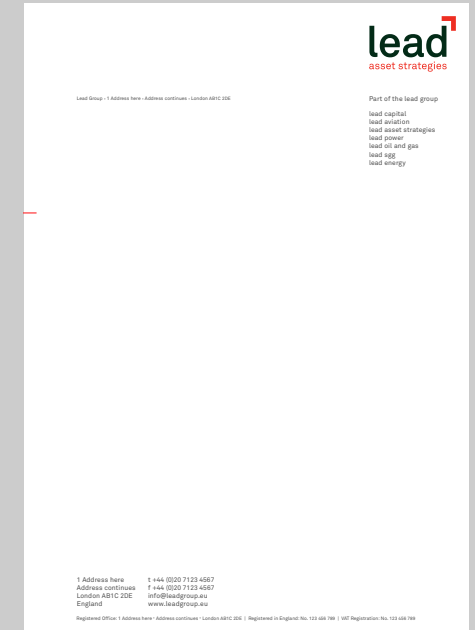 lead
asset strategies
Lead Group · 1 Address here · Address continues · London AB1C 2DE
Part of the lead group
lead capital
lead aviation
lead asset strategies
lead power
lead oil and gas
lead sgg
lead energy
1 Address here t +44 (0)20 7123 4567
Address continues f +44 (0)20 7123 4567
London AB1C 2DE info@leadgroup.eu
England www.leadgroup.eu
Registered Office: 1 Address here · Address continues · London AB1C 2DE | Registered in England: No. 123 456 789 | VAT Registration: No. 123 456 789